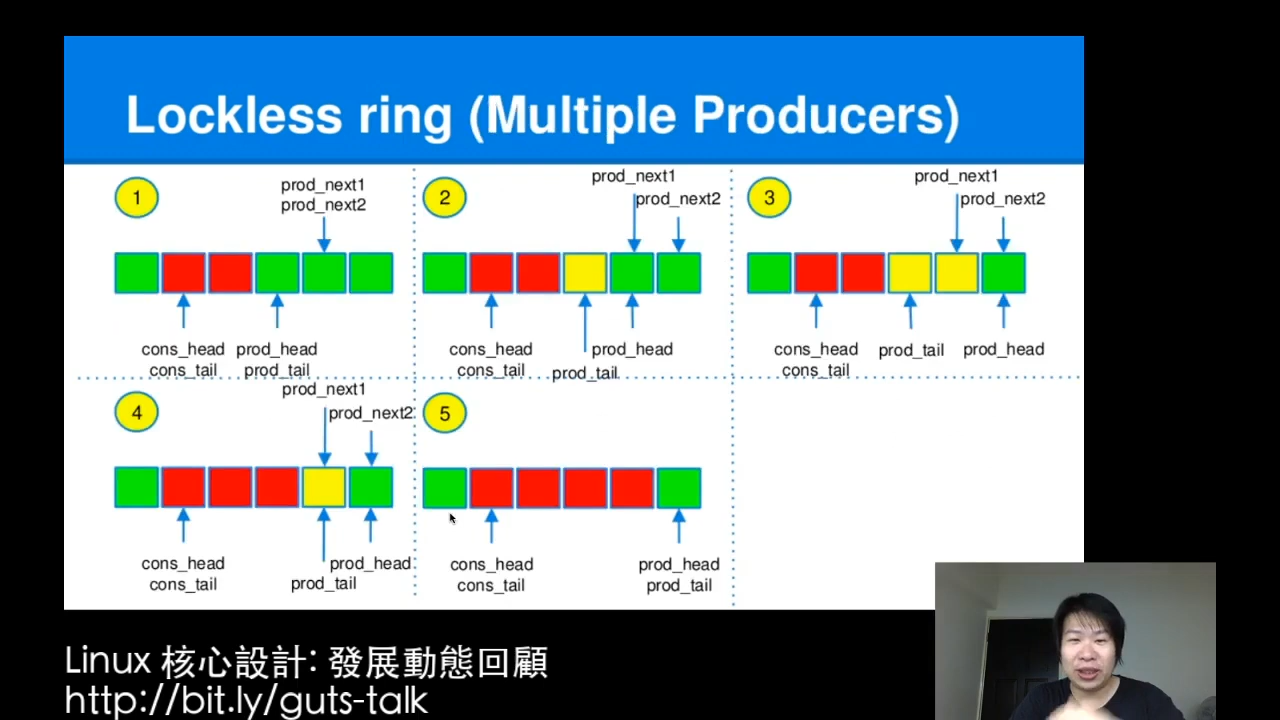 Lockless ring (Multiple Producers)
1
prod_next1
prod_next2
cons_head
cons_tail
prod_head
prod_tail
2
prod_next1
prod_next2
cons_head
cons_tail
prod_head
prod_tail
3
prod_next1
prod_next2
cons_head
cons_tail
prod_tail
prod_head
4
prod_next1
prod_next2
cons_head
cons_tail
prod_head
prod_tail
5
cons_head
cons_tail
prod_head
prod_tail
Linux 核心設計: 發展動態回顧
http://bit.ly/guts-talk